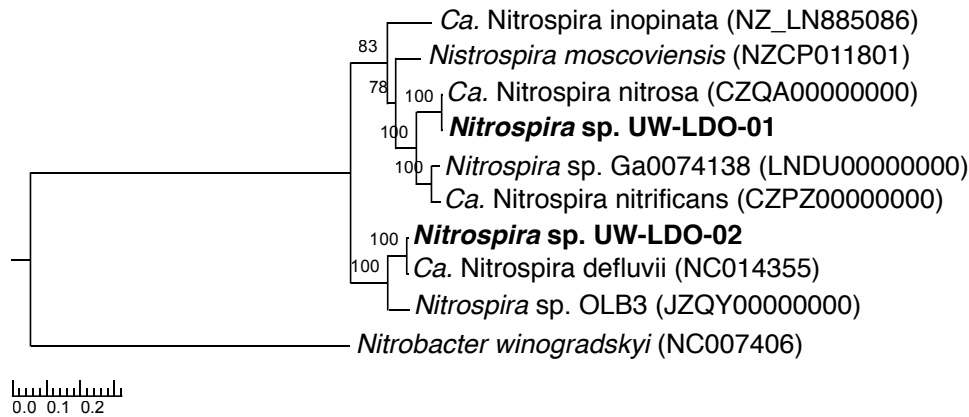 Ca. Nitrospira inopinata (NZ_LN885086)
83
Nistrospira moscoviensis (NZCP011801)
78
100 Ca. Nitrospira nitrosa (CZQA00000000)
Nitrospira sp. UW-LDO-01
100
Nitrospira sp. Ga0074138 (LNDU00000000)
100
Ca. Nitrospira nitrificans (CZPZ00000000)
100 Nitrospira sp. UW-LDO-02
100 Ca. Nitrospira defluvii (NC014355)
Nitrospira sp. OLB3 (JZQY00000000)
Nitrobacter winogradskyi (NC007406)
0.0 0.1 0.2